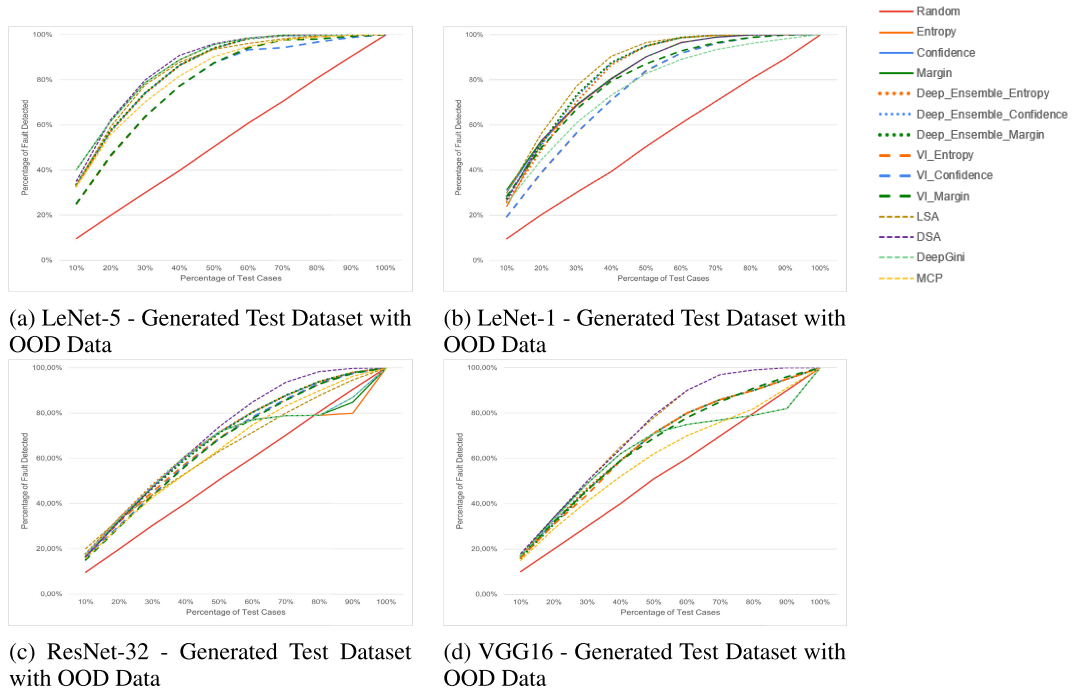 Random
Entropy
Confidence
Margin
Deep_Ensemble_Entropy
Deep_Ensemble_Confidence
Deep_Ensemble_Margin
VI_Entropy
VI_Confidence
VI_Margin
LSA
DSA
DeepGini
MCP
Percentage of Fault Detected
100%
80%
60%
40%
20%
0%
10% 20% 30% 40% 50% 60% 70% 80% 90% 100%
Percentage of Test Cases
(a) LeNet-5 - Generated Test Dataset with
OOD Data
Percentage of Fault Detected
100%
80%
60%
40%
20%
0%
10% 20% 30% 40% 50% 60% 70% 80% 90% 100%
Percentage of Test Cases
(b) LeNet-1 - Generated Test Dataset with
OOD Data
Percentage of Fault Detected
100,00%
80,00%
60,00%
40,00%
20,00%
0,00%
10% 20% 30% 40% 50% 60% 70% 80% 90% 100%
Percentage of Test Cases
(c) ResNet-32 - Generated Test Dataset
with OOD Data
Percentage of Fault Detected
100,00%
80,00%
60,00%
40,00%
20,00%
0,00%
10% 20% 30% 40% 50% 60% 70% 80% 90% 100%
Percentage of Test Cases
(d) VGG16 - Generated Test Dataset with
OOD Data